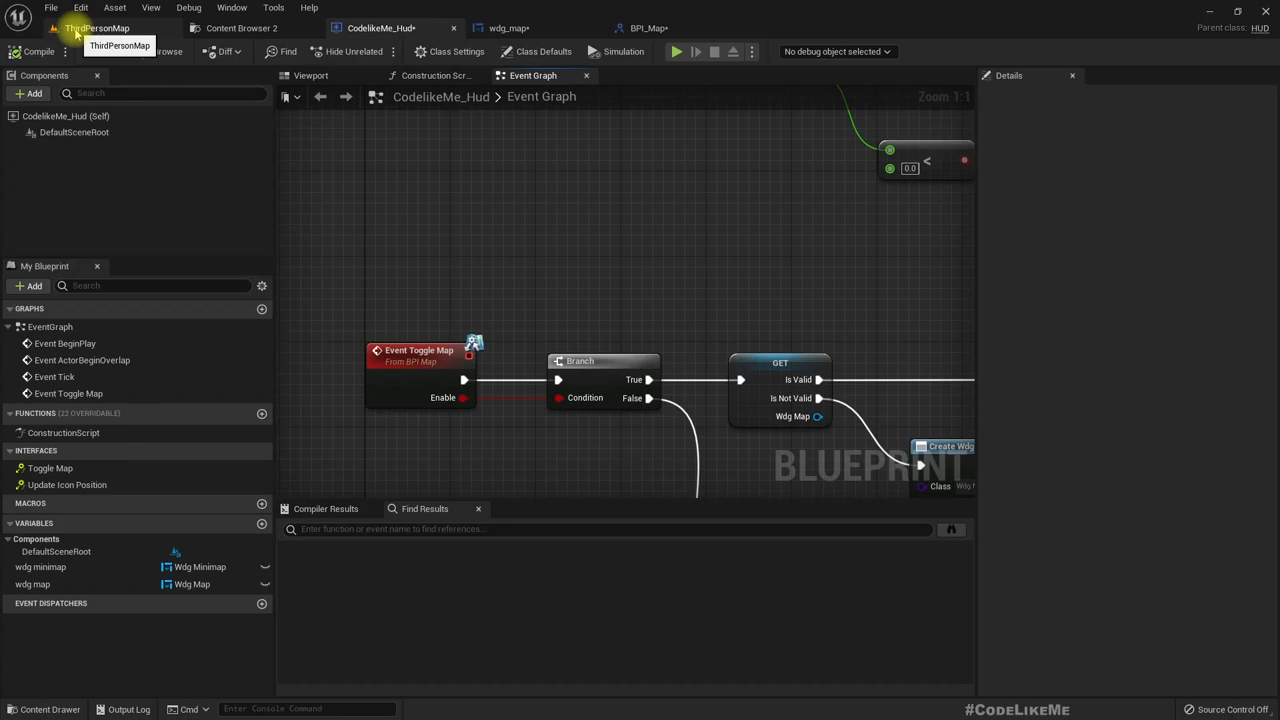 File Edit Asset View Debug Window Tools Help
ThirdPersonMap Content Browser 2 CodelikeMe_Hud• wdg_map• BPI_Map• Parent class: HUD
Compile ThirdPersonMap Browse Diff Find Hide Unrelated Class Settings Class Defaults Simulation No debug object selected
Components Viewport Construction Scr... Event Graph Details
Add Search CodelikeMe_Hud > Event Graph Zoom 1:1
CodelikeMe_Hud (Self)
DefaultSceneRoot
0.0 <
My Blueprint
Add Search
GRAPHS
EventGraph
Event BeginPlay
Event ActorBeginOverlap
Event Tick
Event Toggle Map
FUNCTIONS (22 OVERRIDABLE)
ConstructionScript
INTERFACES
Toggle Map
Update Icon Position
MACROS
VARIABLES
Components
DefaultSceneRoot
wdg minimap Wdg Minimap
wdg map Wdg Map
EVENT DISPATCHERS
Event Toggle Map
From BPI Map
Enable
Branch
True
Condition False
GET
Is Valid
Is Not Valid
Wdg Map
Create Wdg
Class
BLUEPRINT
Compiler Results Find Results
Enter function or event name to find references...
Content Drawer Output Log Cmd Enter Console Command #CodeLikeMe Source Control Off